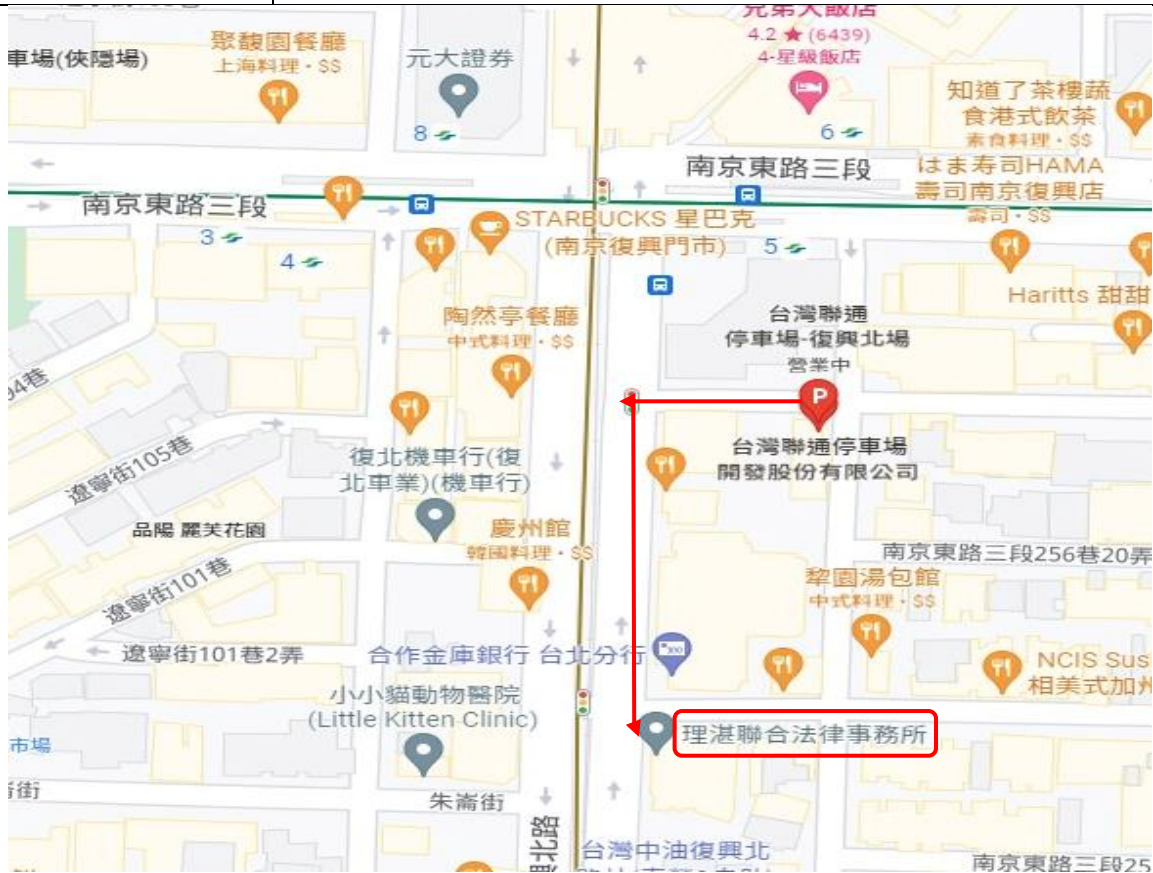 兄弟大飯店
4.2 ★ (6439)
4-星級飯店
聚馥園餐廳
上海料理・$$
元大證券
車場(俠隱場)
知道了茶樓蔬
食港式飲茶
素食料理・$$
8
6
南京東路三段
はま寿司HAMA
壽司南京復興店
壽司・$$
南京東路三段
STARBUCKS 星巴克
(南京復興門市)
3
4
5
Haritts 甜甜
台灣聯通
停車場-復興北場
營業中
陶然亭餐廳
中式料理・$$
P
94巷
台灣聯通停車場
開發股份有限公司
遼寧街105巷
復北機車行(復
北車業)(機車行)
品陽 麗芙花園
慶州館
韓國料理・$$
南京東路三段256巷20弄
犂園湯包館
中式料理・$$
遼寧街101巷
遼寧街101巷2弄
合作金庫銀行 台北分行
NCIS Sus
相美式加州
小小貓動物醫院
(Little Kitten Clinic)
理湛聯合法律事務所
市場
街
朱崙街
興北路
台灣中油復興北
南京東路三段25